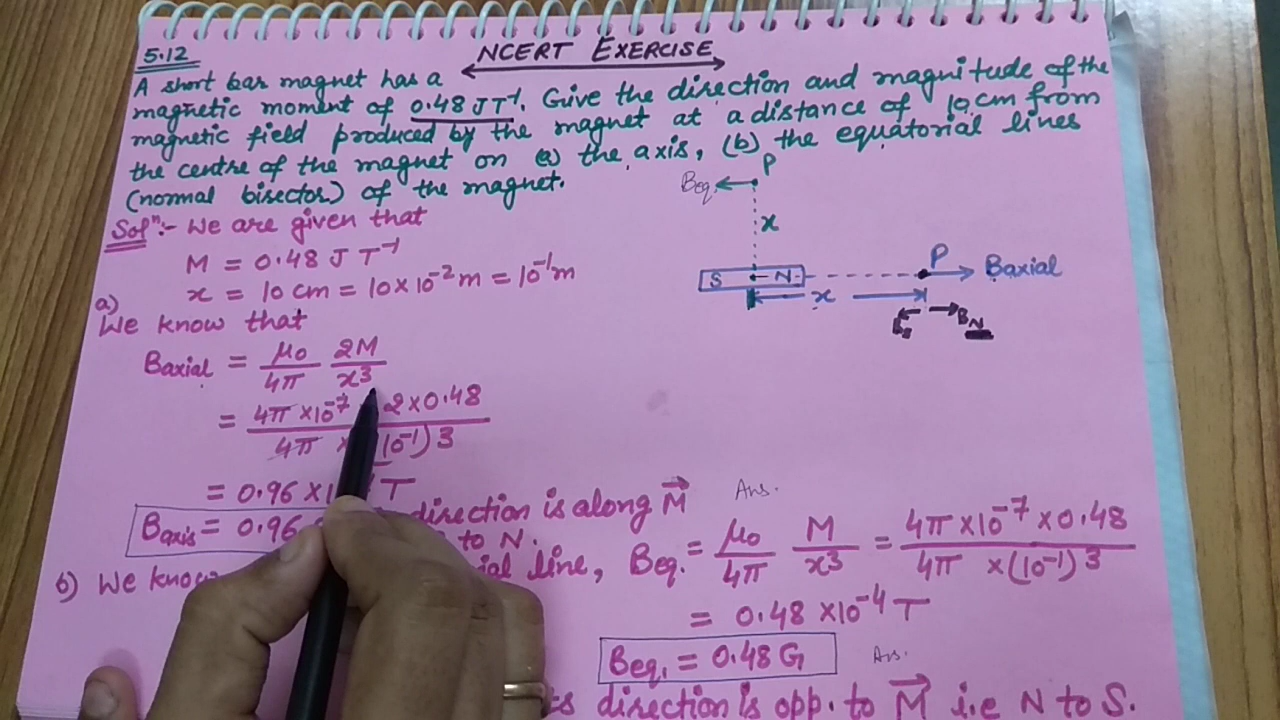 NCERT EXERCISE
5.12
A short bar magnet has a
magnetic moment of 0.48 J T⁻¹. Give the direction and magnitude of the
magnetic field produced by the magnet at a distance of 10 cm from
the centre of the magnet on (a) the axis, (b) the equatorial lines
(normal bisector) of the magnet.
Solⁿ:- We are given that
M = 0.48 J T⁻¹
x = 10 cm = 10×10⁻² m = 10⁻¹ m
a)
We know that
Baxial = μ₀/4π 2M/x³
= 4π×10⁻⁷ 2×0.48 / 4π × (10⁻¹)3
= 0.96 × T
Baxis = 0.96
direction is along M⃗
Ans.
to N.
b) We know line, Beq. = μ₀/4π M/x³ = 4π×10⁻⁷×0.48 / 4π ×(10⁻¹)3
= 0.48 ×10⁻⁴ T
Beq. = 0.48 G
Ans.
direction is opp. to M⃗ i.e N to S.
Beq. P
x
S N P Baxial
x
B_N